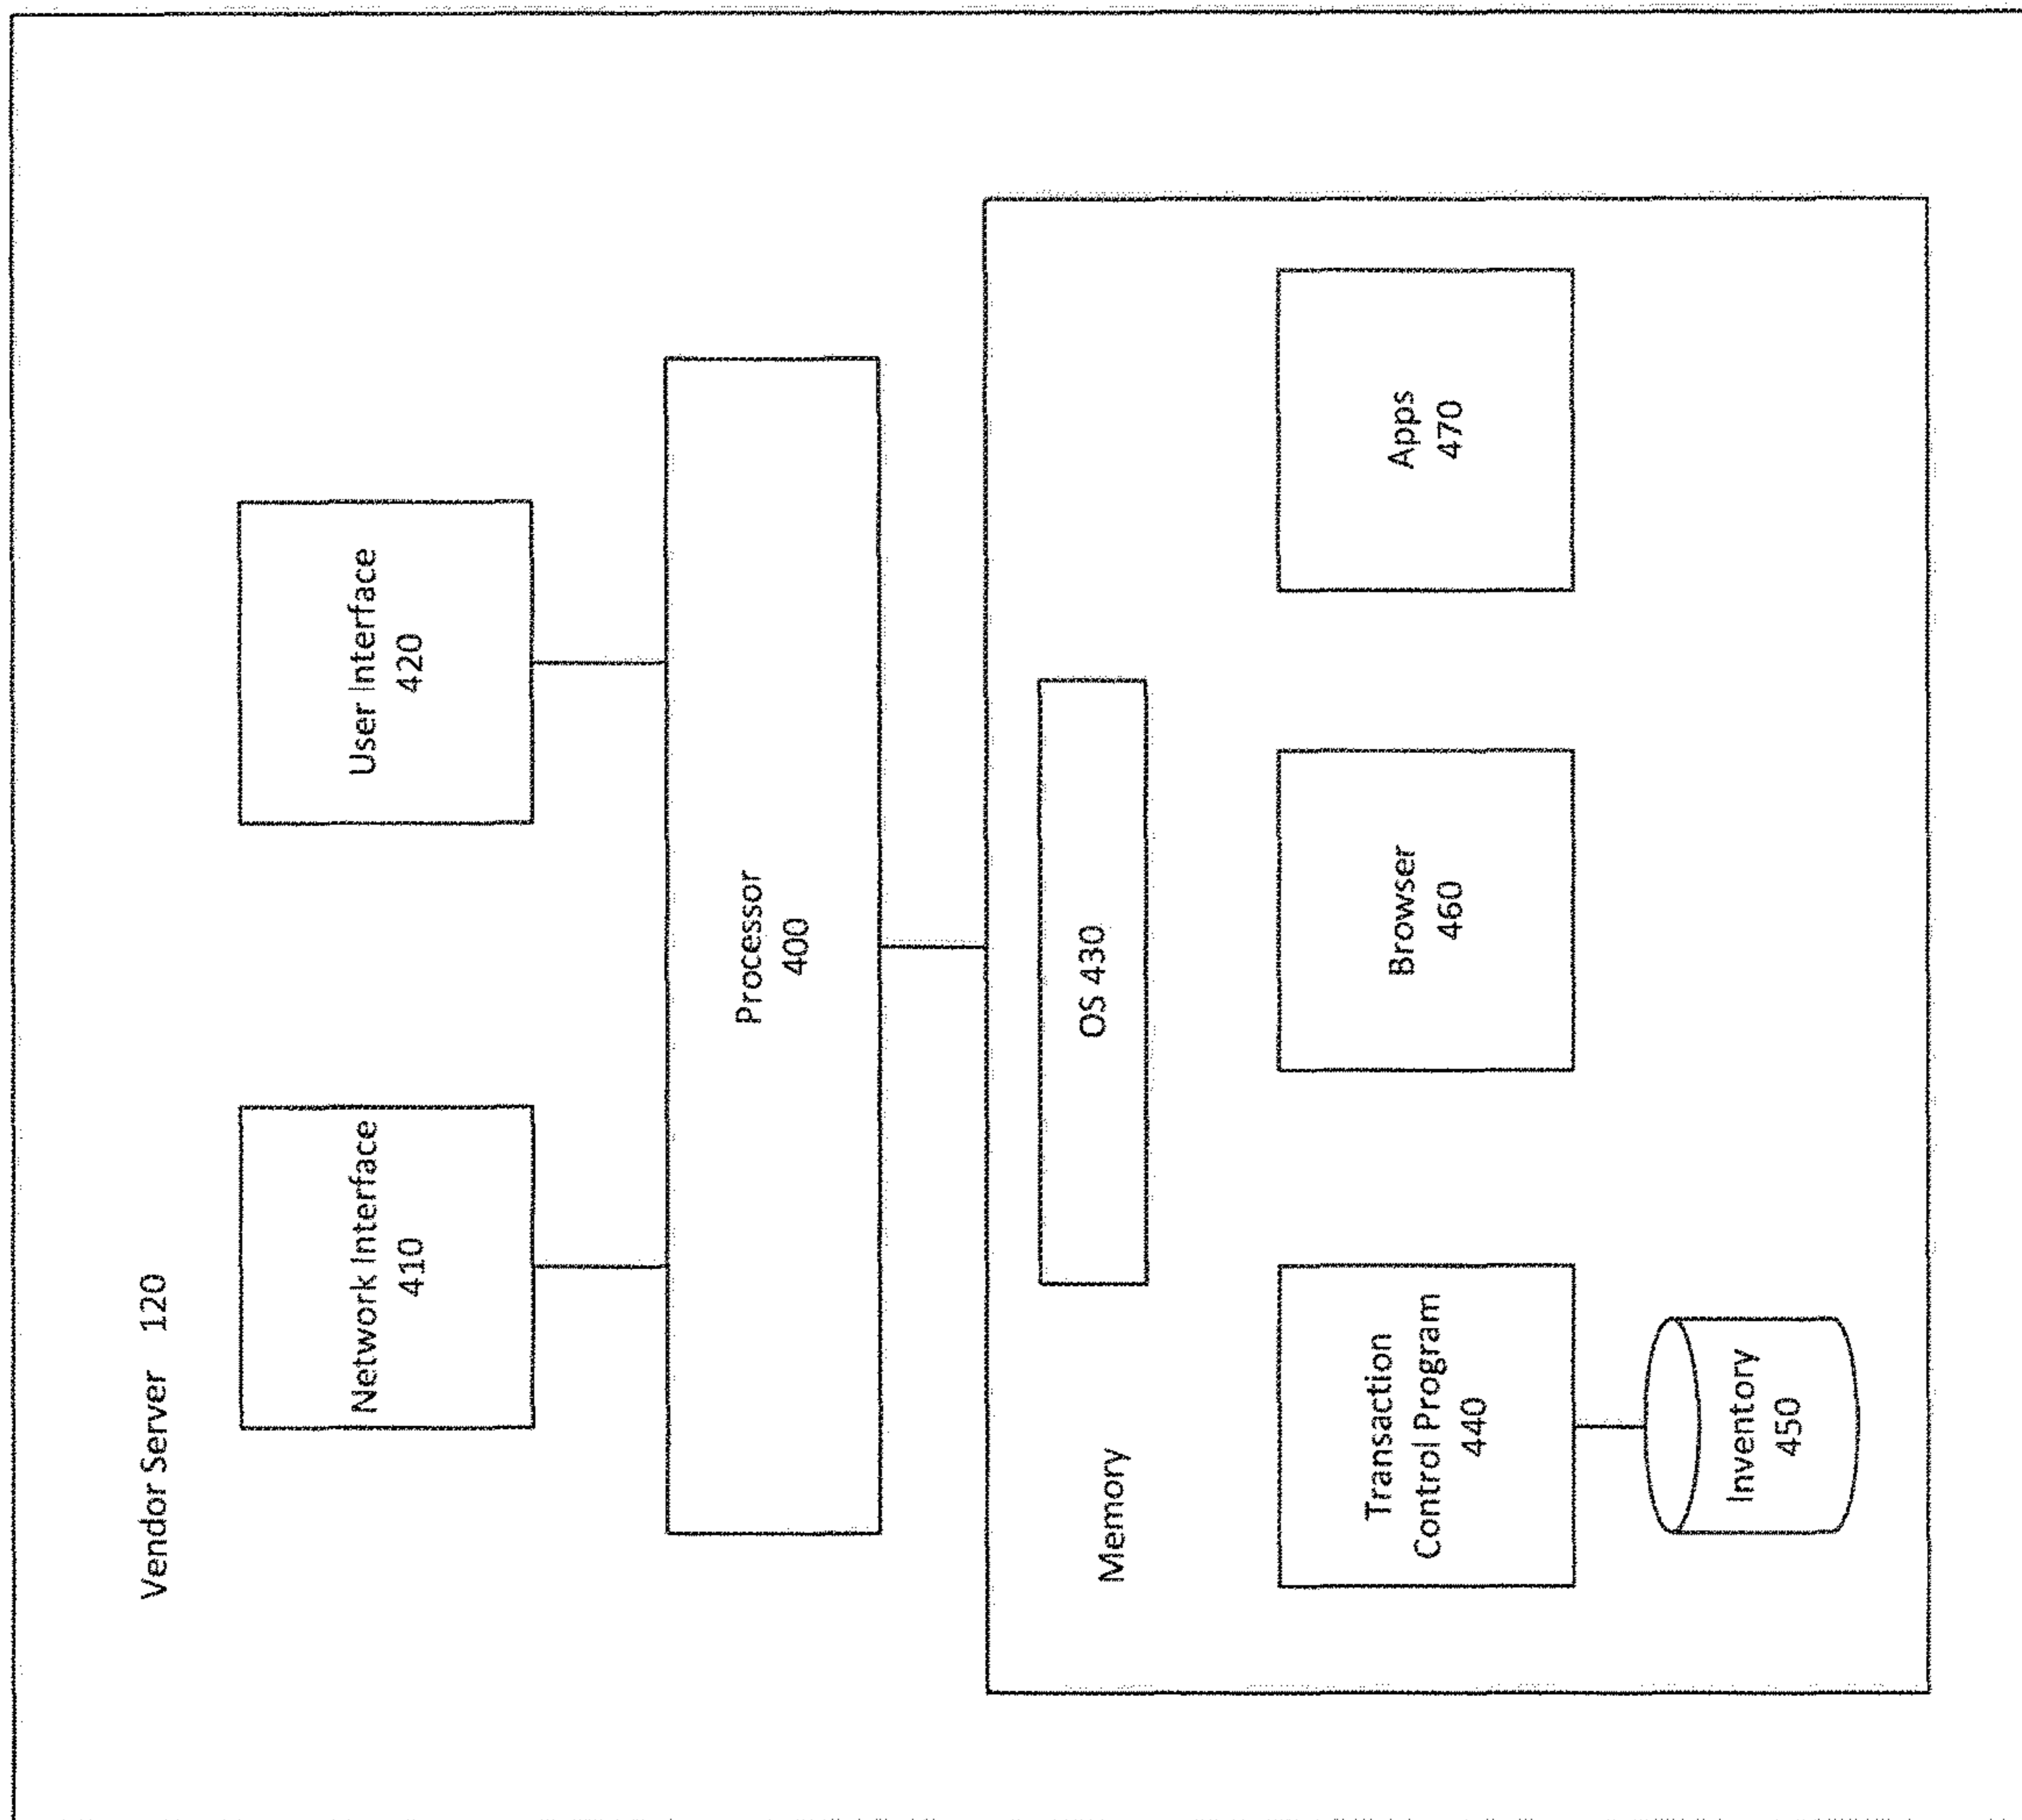 Vendor Server 120
Network Interface
410
User Interface
420
Processor
400
Memory
OS 430
Transaction
Control Program
440
Browser
460
Apps
470
Inventory
450